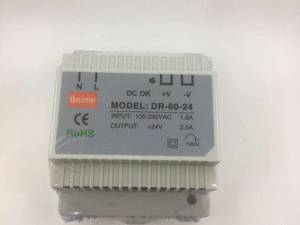 N L DC OK +V -V
Berme
MODEL: DR-60-24
INPUT: 100-240VAC 1.8A
OUTPUT: +24V 2.5A
CE
RoHS